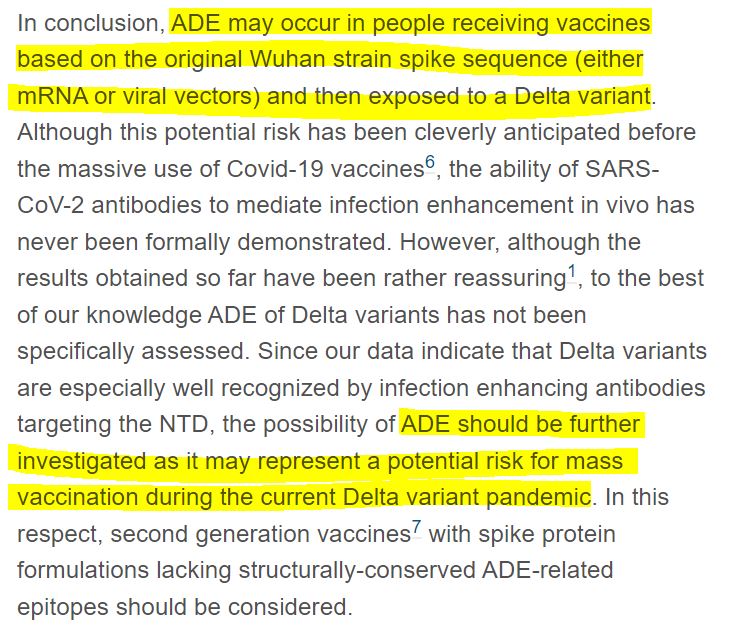 In conclusion, ADE may occur in people receiving vaccines
based on the original Wuhan strain spike sequence (either
mRNA or viral vectors) and then exposed to a Delta variant.
Although this potential risk has been cleverly anticipated before
the massive use of Covid-19 vaccines6, the ability of SARS-
CoV-2 antibodies to mediate infection enhancement in vivo has
never been formally demonstrated. However, although the
results obtained so far have been rather reassuring1, to the best
of our knowledge ADE of Delta variants has not been
specifically assessed. Since our data indicate that Delta variants
are especially well recognized by infection enhancing antibodies
targeting the NTD, the possibility of ADE should be further
investigated as it may represent a potential risk for mass
vaccination during the current Delta variant pandemic. In this
respect, second generation vaccines7 with spike protein
formulations lacking structurally-conserved ADE-related
epitopes should be considered.